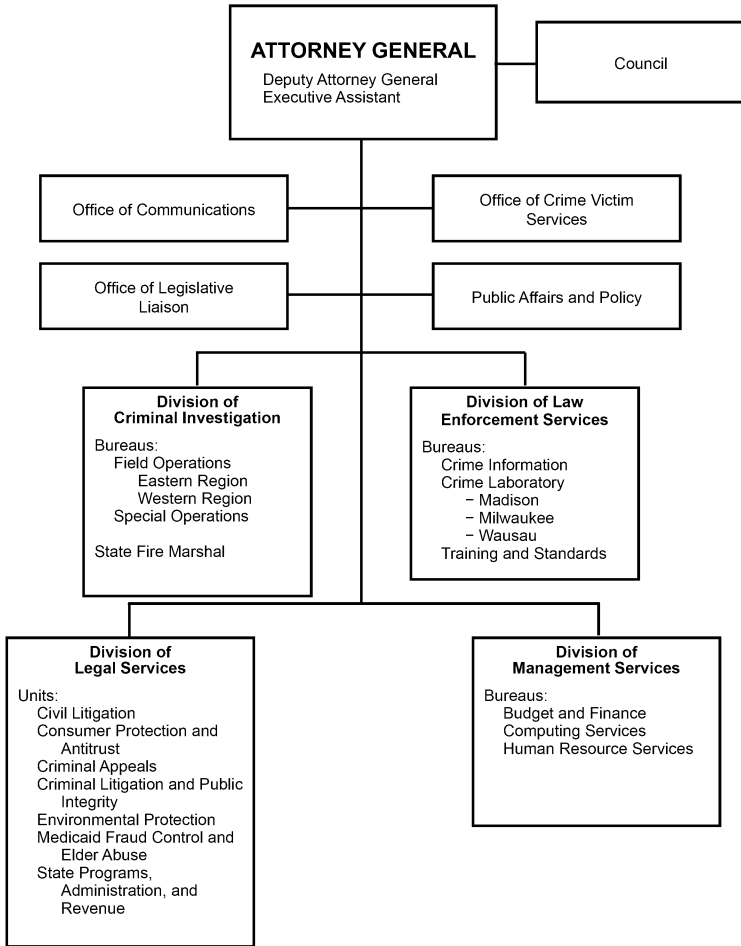 ATTORNEY GENERAL
Deputy Attorney General
Executive Assistant
Council
Office of Communications
Office of Crime Victim
Services
Office of Legislative
Liaison
Public Affairs and Policy
Division of
Criminal Investigation
Bureaus:
Field Operations
Eastern Region
Western Region
Special Operations
State Fire Marshal
Division of Law
Enforcement Services
Bureaus:
Crime Information
Crime Laboratory
– Madison
– Milwaukee
– Wausau
Training and Standards
Division of
Legal Services
Units:
Civil Litigation
Consumer Protection and
Antitrust
Criminal Appeals
Criminal Litigation and Public
Integrity
Environmental Protection
Medicaid Fraud Control and
Elder Abuse
State Programs,
Administration, and
Revenue
Division of
Management Services
Bureaus:
Budget and Finance
Computing Services
Human Resource Services